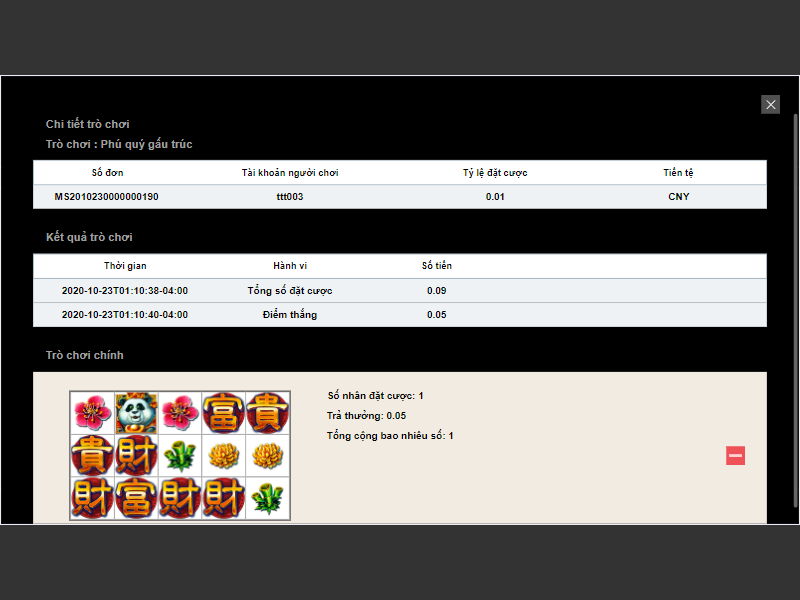 Chi tiết trò chơi
Trò chơi : Phú quý gấu trúc
Số đơn Tài khoản người chơi Tỷ lệ đặt cược Tiền tệ
MS2010230000000190 ttt003 0.01 CNY
Kết quả trò chơi
Thời gian Hành vi Số tiền
2020-10-23T01:10:38-04:00 Tổng số đặt cược 0.09
2020-10-23T01:10:40-04:00 Điểm thắng 0.05
Trò chơi chính
Số nhân đặt cược: 1
Trả thưởng: 0.05
Tổng cộng bao nhiêu số: 1
富 貴
貴 財
財 富 財 財